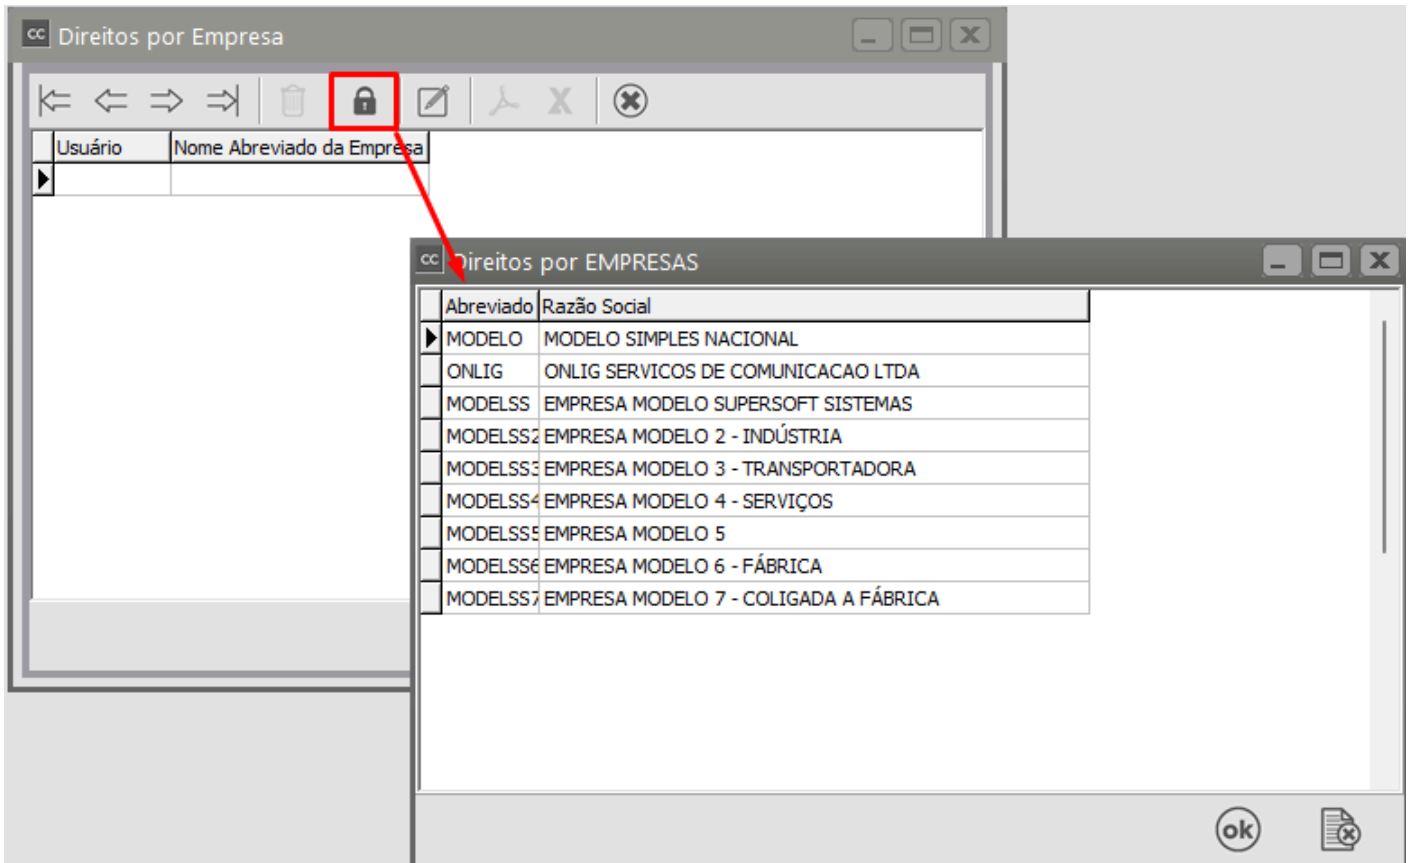 cc Direitos por Empresa
Usuário Nome Abreviado da Empresa
cc Direitos por EMPRESAS
Abreviado Razão Social
MODELO MODELO SIMPLES NACIONAL
ONLIG ONLIG SERVICOS DE COMUNICACAO LTDA
MODELSS EMPRESA MODELO SUPERSOFT SISTEMAS
MODELSS2 EMPRESA MODELO 2 - INDÚSTRIA
MODELSS3 EMPRESA MODELO 3 - TRANSPORTADORA
MODELSS4 EMPRESA MODELO 4 - SERVIÇOS
MODELSS5 EMPRESA MODELO 5
MODELSS6 EMPRESA MODELO 6 - FÁBRICA
MODELSS7 EMPRESA MODELO 7 - COLIGADA A FÁBRICA
ok